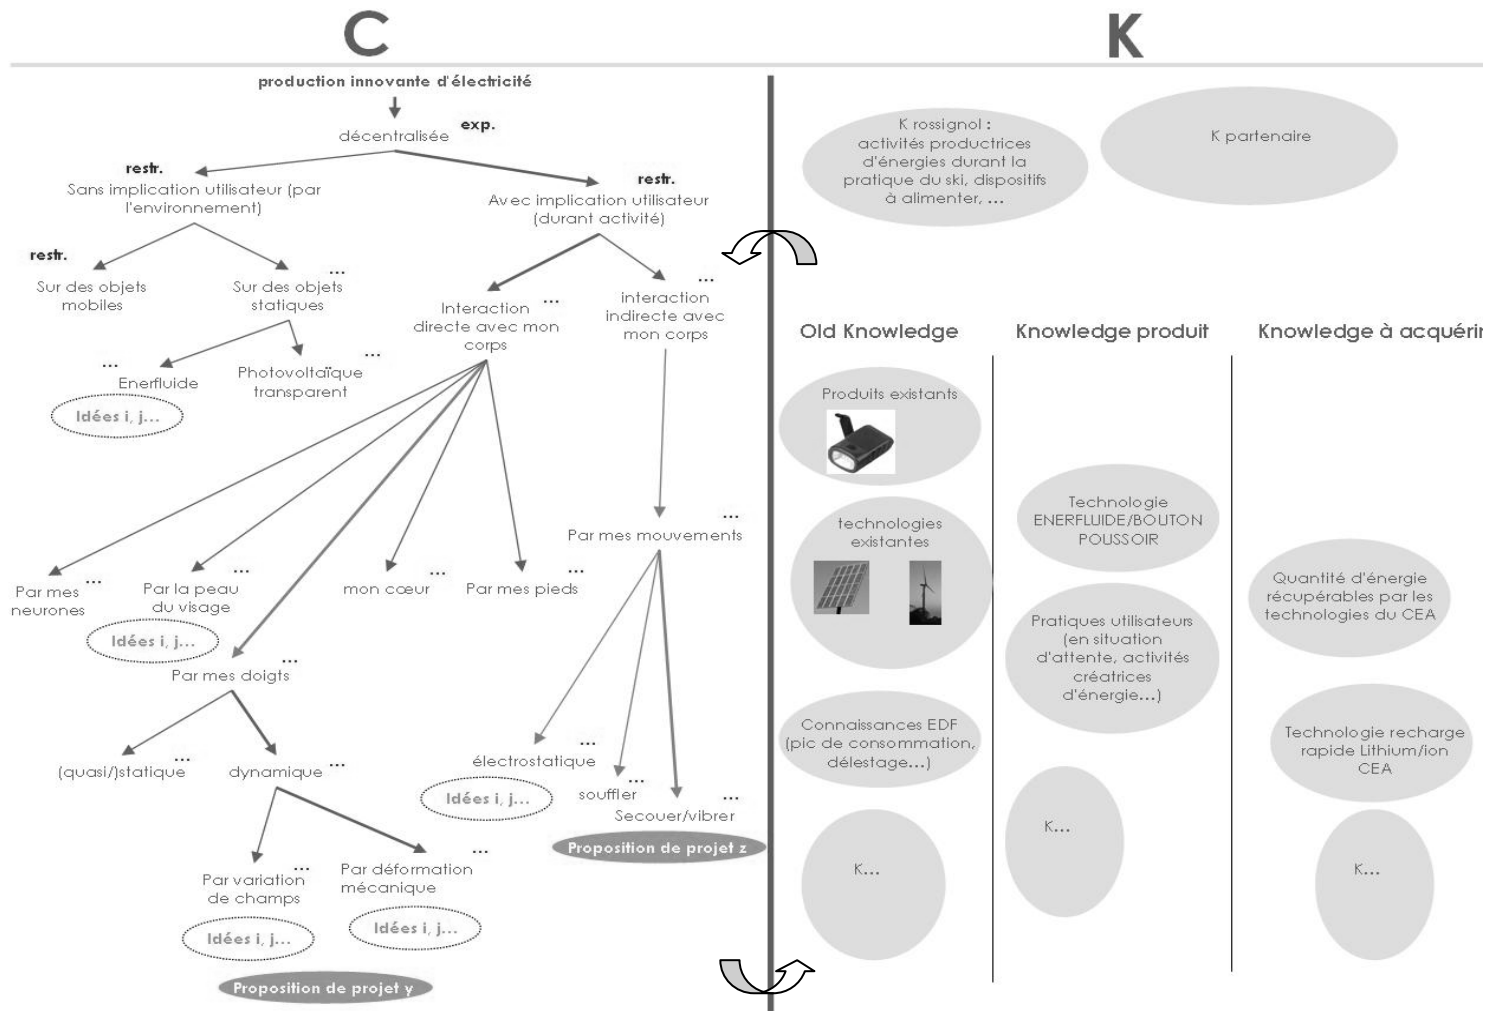 C
K
production innovante d'électricité
décentralisée
exp.
restr.
Sans implication utilisateur (par
l'environnement)
restr.
Avec implication utilisateur
(durant activité)
restr.
Sur des objets
mobiles
...
Sur des objets
statiques
...
Interaction
directe avec mon
corps
...
interaction
indirecte avec
mon corps
...
Enerfluide
Idées i, j...
...
Photovoltaïque
transparent
...
Par mes
neurones
...
Par la peau
du visage
Idées i, j...
...
mon cœur
...
Par mes pieds
...
Par mes mouvements
...
Par mes doigts
...
(quasi/)statique
...
dynamique
...
électrostatique
Idées i, j...
...
souffler
...
Secouer/vibrer
Proposition de projet z
...
Par variation
de champs
Idées i, j...
...
Par déformation
mécanique
Idées i, j...
Proposition de projet y
K rossignol :
activités productrices
d'énergies durant la
pratique du ski, dispositifs
à alimenter, ...
K partenaire
Old Knowledge
Knowledge produit
Knowledge à acquérir
Produits existants
technologies
existantes
Connaissances EDF
(pic de consommation,
délestage...)
K...
Technologie
ENERFLUIDE/BOUTON
POUSSOIR
Pratiques utilisateurs
(en situation
d'attente, activités
créatrices
d'énergie...)
K...
Quantité d'énergie
récupérables par les
technologies du CEA
Technologie recharge
rapide Lithium/ion
CEA
K...